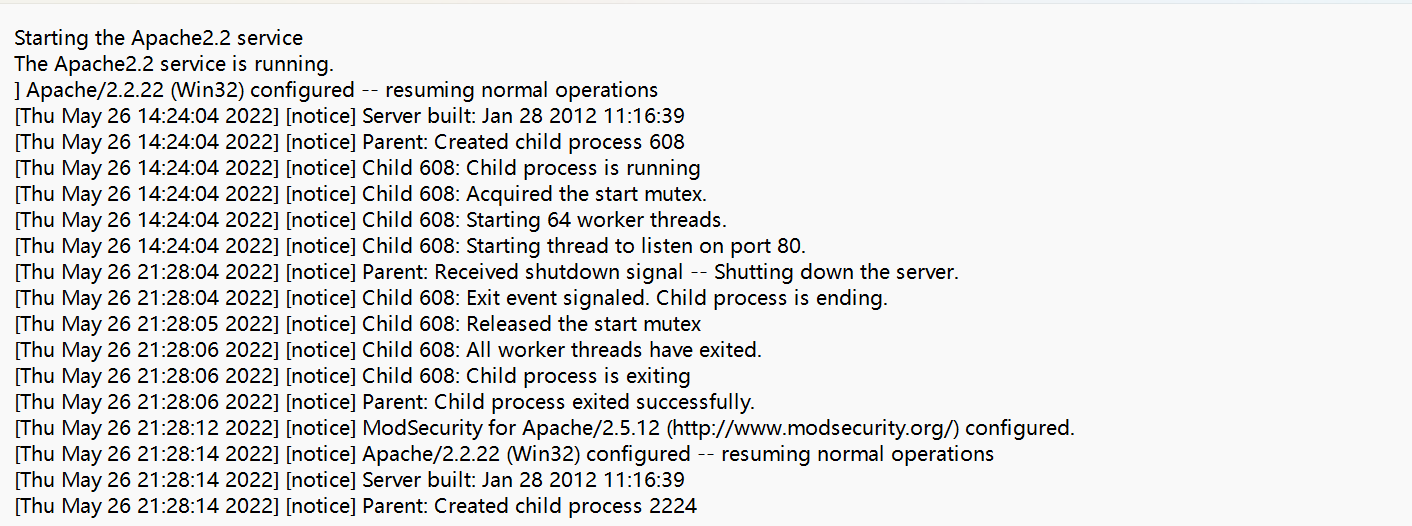 Starting the Apache2.2 service
The Apache2.2 service is running.
] Apache/2.2.22 (Win32) configured -- resuming normal operations
[Thu May 26 14:24:04 2022] [notice] Server built: Jan 28 2012 11:16:39
[Thu May 26 14:24:04 2022] [notice] Parent: Created child process 608
[Thu May 26 14:24:04 2022] [notice] Child 608: Child process is running
[Thu May 26 14:24:04 2022] [notice] Child 608: Acquired the start mutex.
[Thu May 26 14:24:04 2022] [notice] Child 608: Starting 64 worker threads.
[Thu May 26 14:24:04 2022] [notice] Child 608: Starting thread to listen on port 80.
[Thu May 26 21:28:04 2022] [notice] Parent: Received shutdown signal -- Shutting down the server.
[Thu May 26 21:28:04 2022] [notice] Child 608: Exit event signaled. Child process is ending.
[Thu May 26 21:28:05 2022] [notice] Child 608: Released the start mutex
[Thu May 26 21:28:06 2022] [notice] Child 608: All worker threads have exited.
[Thu May 26 21:28:06 2022] [notice] Child 608: Child process is exiting
[Thu May 26 21:28:06 2022] [notice] Parent: Child process exited successfully.
[Thu May 26 21:28:12 2022] [notice] ModSecurity for Apache/2.5.12 (http://www.modsecurity.org/) configured.
[Thu May 26 21:28:14 2022] [notice] Apache/2.2.22 (Win32) configured -- resuming normal operations
[Thu May 26 21:28:14 2022] [notice] Server built: Jan 28 2012 11:16:39
[Thu May 26 21:28:14 2022] [notice] Parent: Created child process 2224